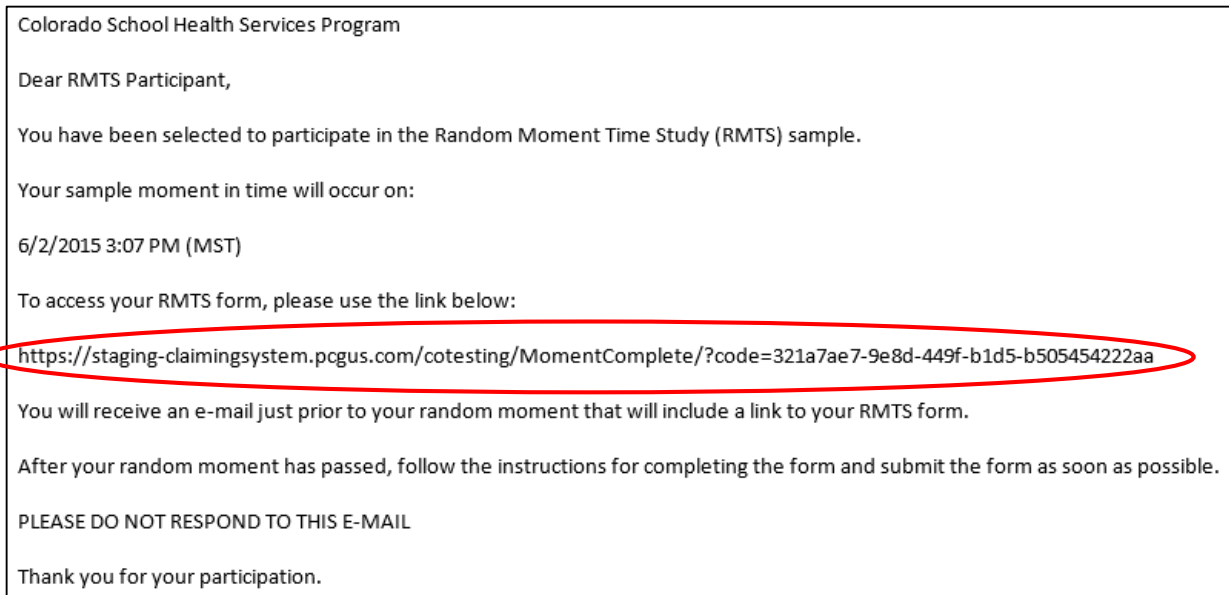 Colorado School Health Services Program
Dear RMTS Participant,
You have been selected to participate in the Random Moment Time Study (RMTS) sample.
Your sample moment in time will occur on:
6/2/2015 3:07 PM (MST)
To access your RMTS form, please use the link below:
https://staging-claimingsystem.pcgus.com/cotesting/MomentComplete/?code=321a7ae7-9e8d-449f-b1d5-b505454222aa
You will receive an e-mail just prior to your random moment that will include a link to your RMTS form.
After your random moment has passed, follow the instructions for completing the form and submit the form as soon as possible.
PLEASE DO NOT RESPOND TO THIS E-MAIL
Thank you for your participation.